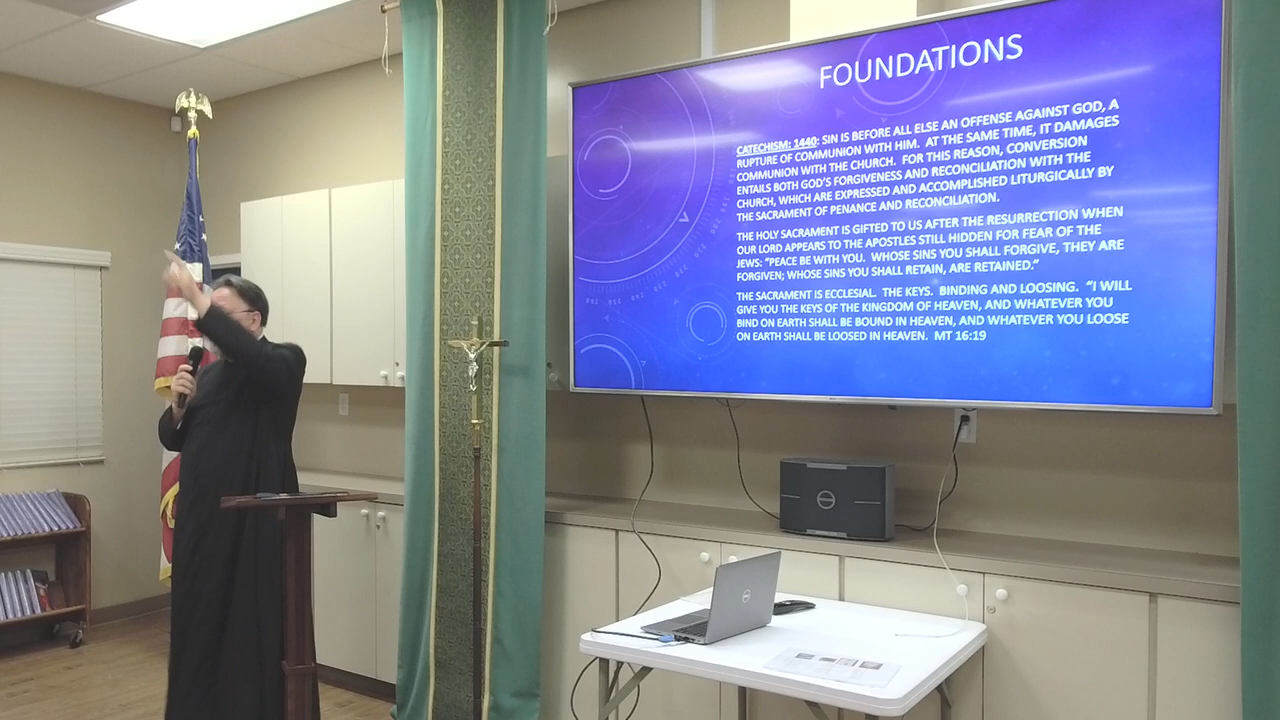 FOUNDATIONS
CATECHISM: 1440: SIN IS BEFORE ALL ELSE AN OFFENSE AGAINST GOD, A
RUPTURE OF COMMUNION WITH HIM. AT THE SAME TIME, IT DAMAGES
COMMUNION WITH THE CHURCH. FOR THIS REASON, CONVERSION
ENTAILS BOTH GOD'S FORGIVENESS AND RECONCILIATION WITH THE
CHURCH, WHICH ARE EXPRESSED AND ACCOMPLISHED LITURGICALLY BY
THE SACRAMENT OF PENANCE AND RECONCILIATION.
THE HOLY SACRAMENT IS GIFTED TO US AFTER THE RESURRECTION WHEN
OUR LORD APPEARS TO THE APOSTLES STILL HIDDEN FOR FEAR OF THE
JEWS: "PEACE BE WITH YOU. WHOSE SINS YOU SHALL FORGIVE, THEY ARE
FORGIVEN; WHOSE SINS YOU SHALL RETAIN, ARE RETAINED."
THE SACRAMENT IS ECCLESIAL. THE KEYS. BINDING AND LOOSING. "I WILL
GIVE YOU THE KEYS OF THE KINGDOM OF HEAVEN, AND WHATEVER YOU
BIND ON EARTH SHALL BE BOUND IN HEAVEN, AND WHATEVER YOU LOOSE
ON EARTH SHALL BE LOOSED IN HEAVEN. MT 16:19
DELL